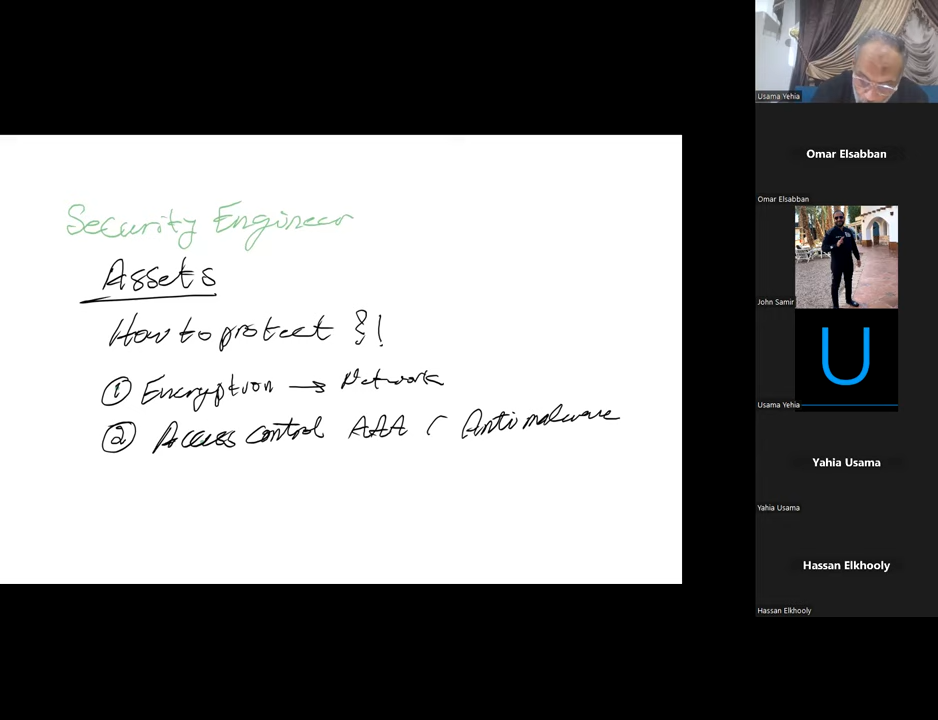 Security Engineer
Assets
How to protect ?!
① Encryption → Network
② Access control AAA ( Antimalware
Usama Yehia
Omar Elsabban
Omar Elsabban
John Samir
U
Usama Yehia
Yahia Usama
Yahia Usama
Hassan Elkhooly
Hassan Elkhooly